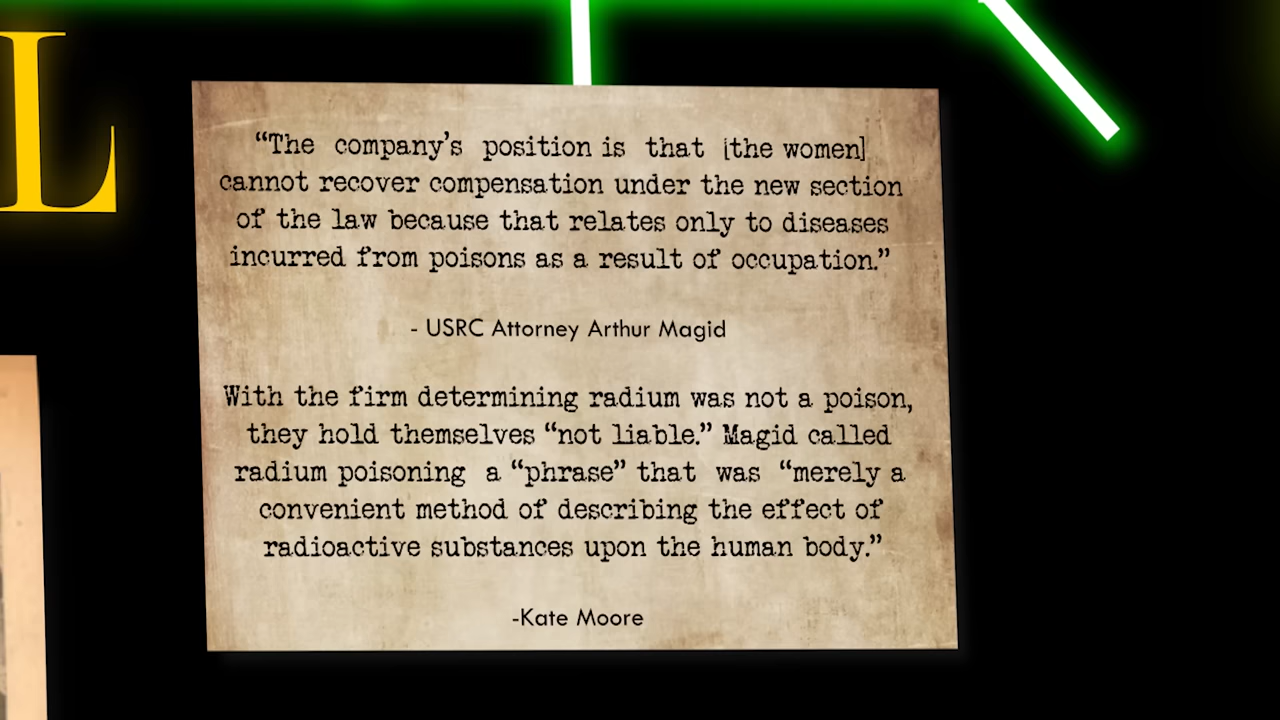 L
“The company’s position is that [the women]
cannot recover compensation under the new section
of the law because that relates only to diseases
incurred from poisons as a result of occupation.”
- USRC Attorney Arthur Magid
With the firm determining radium was not a poison,
they hold themselves “not liable.” Magid called
radium poisoning a “phrase” that was “merely a
convenient method of describing the effect of
radioactive substances upon the human body.”
-Kate Moore